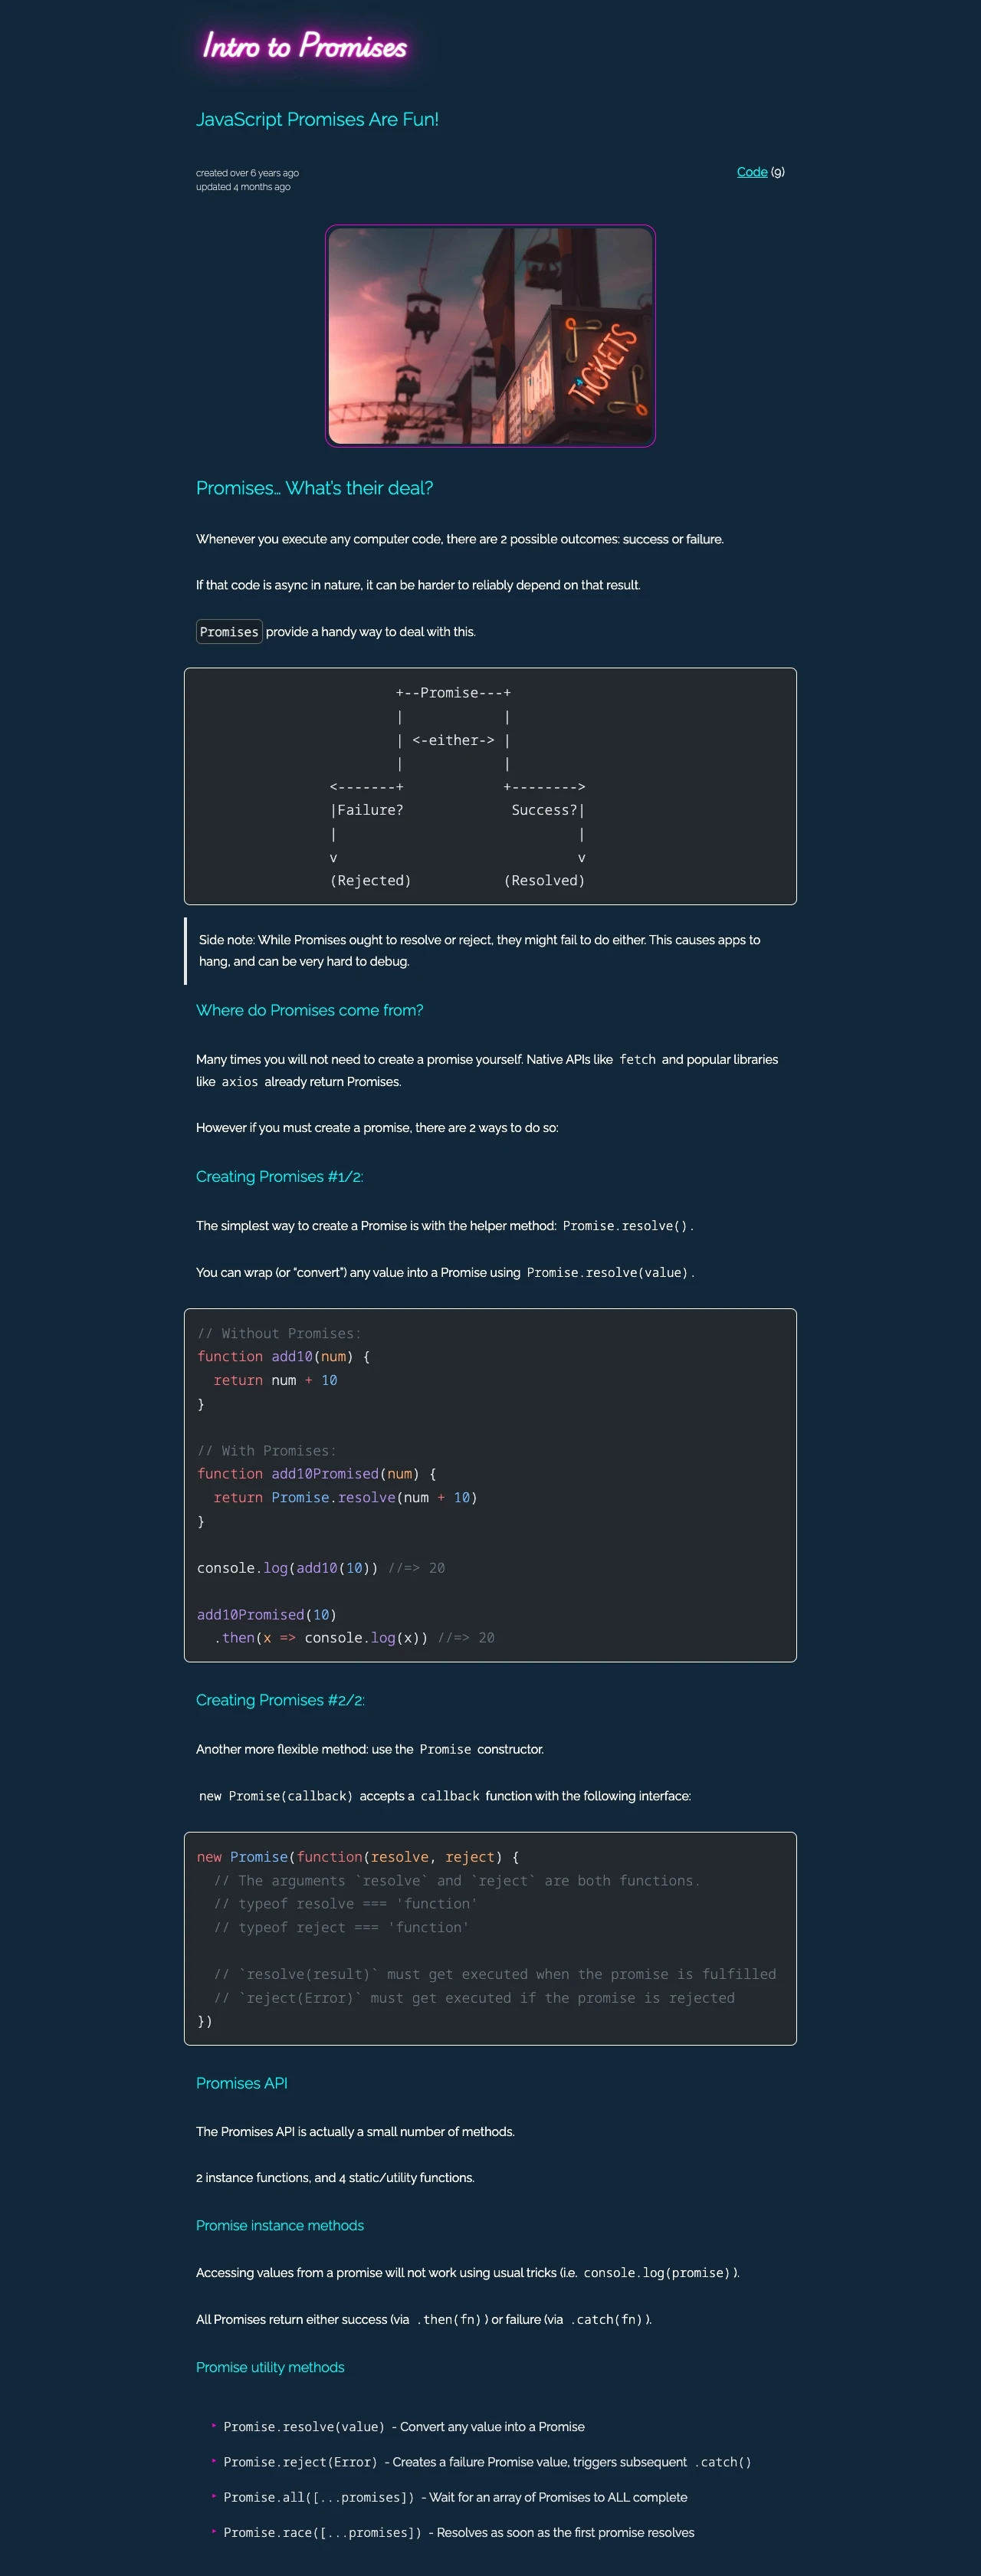 Intro to Promises
JavaScript Promises Are Fun!
created over 6 years ago
updated 4 months ago
Code (9)
TICKETS
Promises… What's their deal?
Whenever you execute any computer code, there are 2 possible outcomes: success or failure.
If that code is async in nature, it can be harder to reliably depend on that result.
Promises provide a handy way to deal with this.
+--Promise---+
|            |
| <-either-> |
|            |
<-------+            +-------->
|Failure?             Success?|
|                             |
v                             v
(Rejected)           (Resolved)
Side note: While Promises ought to resolve or reject, they might fail to do either. This causes apps to
hang, and can be very hard to debug.
Where do Promises come from?
Many times you will not need to create a promise yourself. Native APIs like fetch and popular libraries
like axios already return Promises.
However if you must create a promise, there are 2 ways to do so:
Creating Promises #1/2:
The simplest way to create a Promise is with the helper method: Promise.resolve().
You can wrap (or “convert”) any value into a Promise using Promise.resolve(value).
// Without Promises:
function add10(num) {
  return num + 10
}
// With Promises:
function add10Promised(num) {
  return Promise.resolve(num + 10)
}
console.log(add10(10)) //=> 20
add10Promised(10)
  .then(x => console.log(x)) //=> 20
Creating Promises #2/2:
Another more flexible method: use the Promise constructor.
new Promise(callback) accepts a callback function with the following interface:
new Promise(function(resolve, reject) {
  // The arguments `resolve` and `reject` are both functions.
  // typeof resolve === 'function'
  // typeof reject === 'function'
  // `resolve(result)` must get executed when the promise is fulfilled
  // `reject(Error)` must get executed if the promise is rejected
})
Promises API
The Promises API is actually a small number of methods.
2 instance functions, and 4 static/utility functions.
Promise instance methods
Accessing values from a promise will not work using usual tricks (i.e. console.log(promise)).
All Promises return either success (via .then(fn)) or failure (via .catch(fn)).
Promise utility methods
Promise.resolve(value) - Convert any value into a Promise
Promise.reject(Error) - Creates a failure Promise value, triggers subsequent .catch()
Promise.all([...promises]) - Wait for an array of Promises to ALL complete
Promise.race([...promises]) - Resolves as soon as the first promise resolves